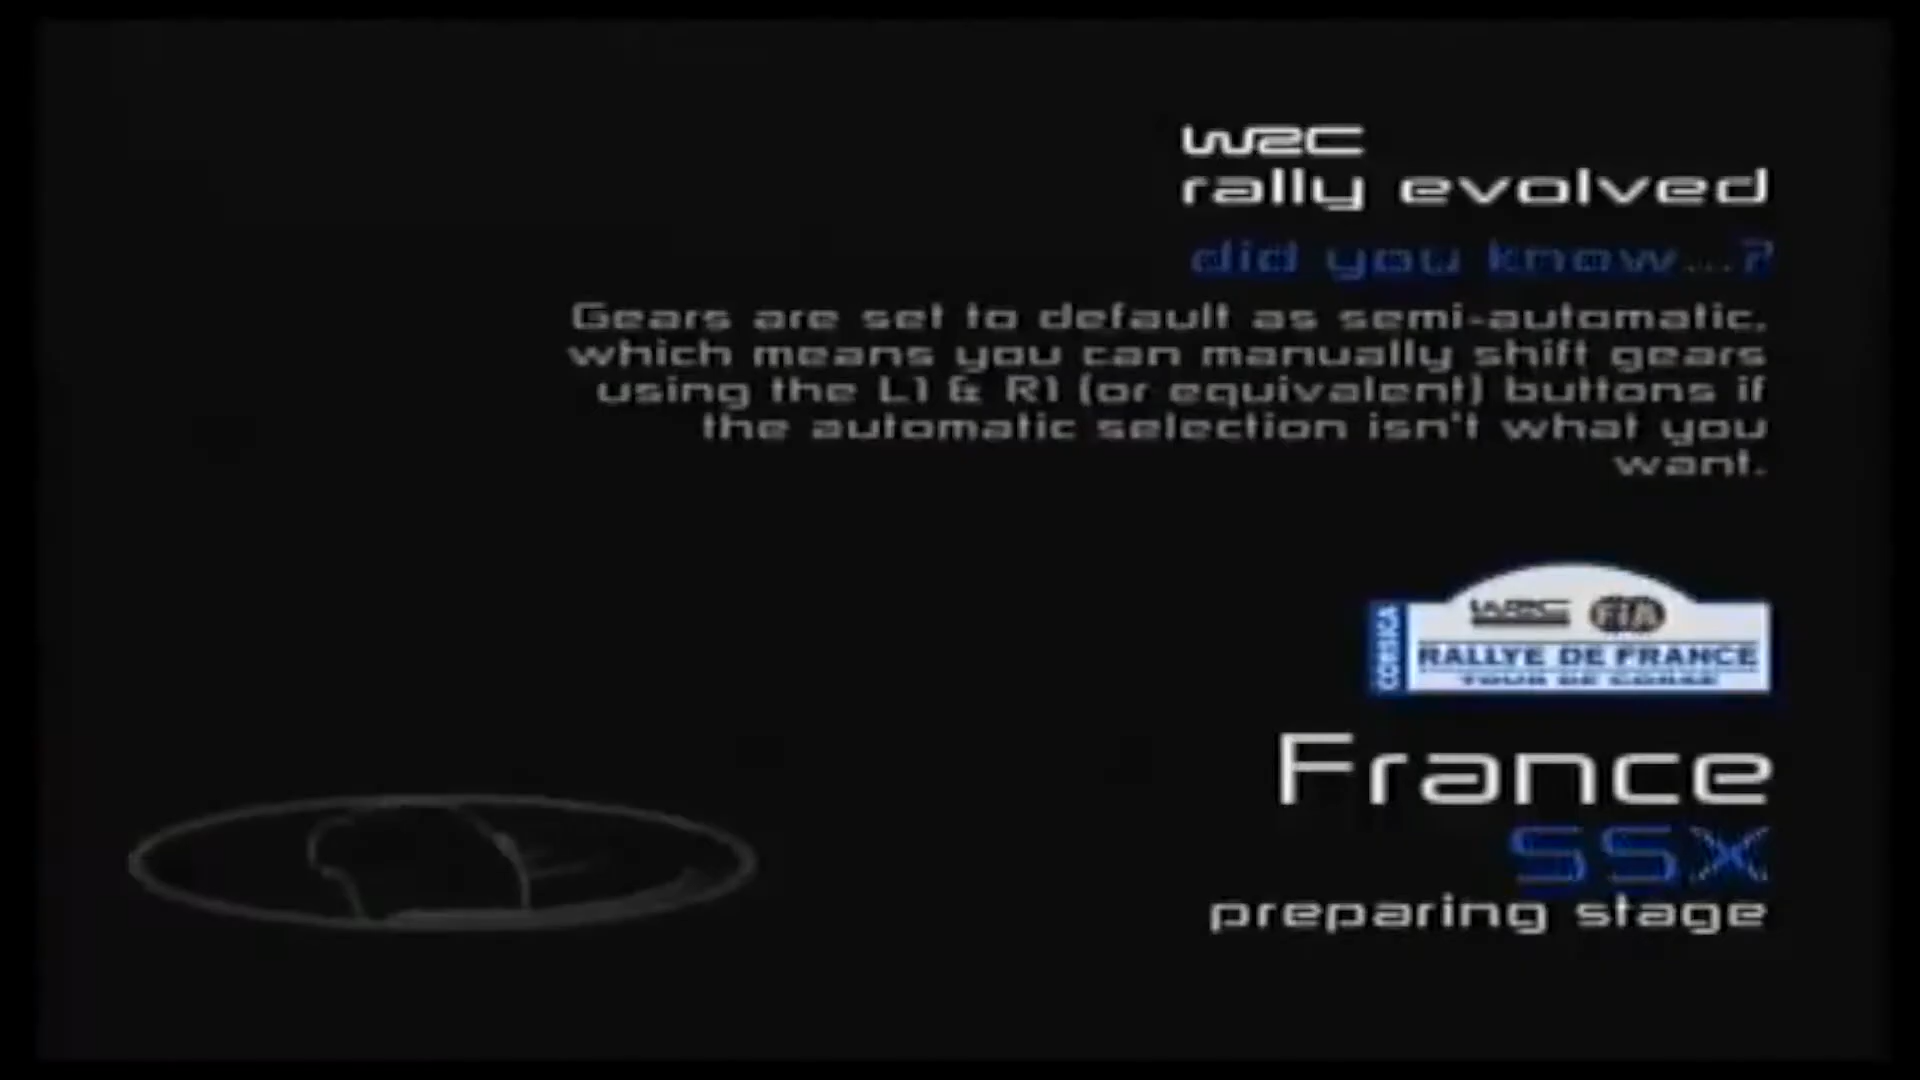 WRC
rally evolved
did you know...?
Gears are set to default as semi-automatic,
which means you can manually shift gears
using the L1 & R1 (or equivalent) buttons if
the automatic selection isn't what you
want.
WRC FIA
CORSICA
RALLYE DE FRANCE
TOUR DE CORSE
France
SSX
preparing stage